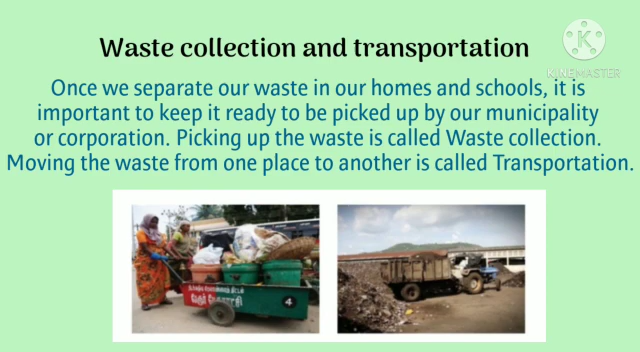 Waste collection and transportation
K
KINEMASTER
Once we separate our waste in our homes and schools, it is
important to keep it ready to be picked up by our municipality
or corporation. Picking up the waste is called Waste collection.
Moving the waste from one place to another is called Transportation.
பேரூர் பேரூராட்சி
4